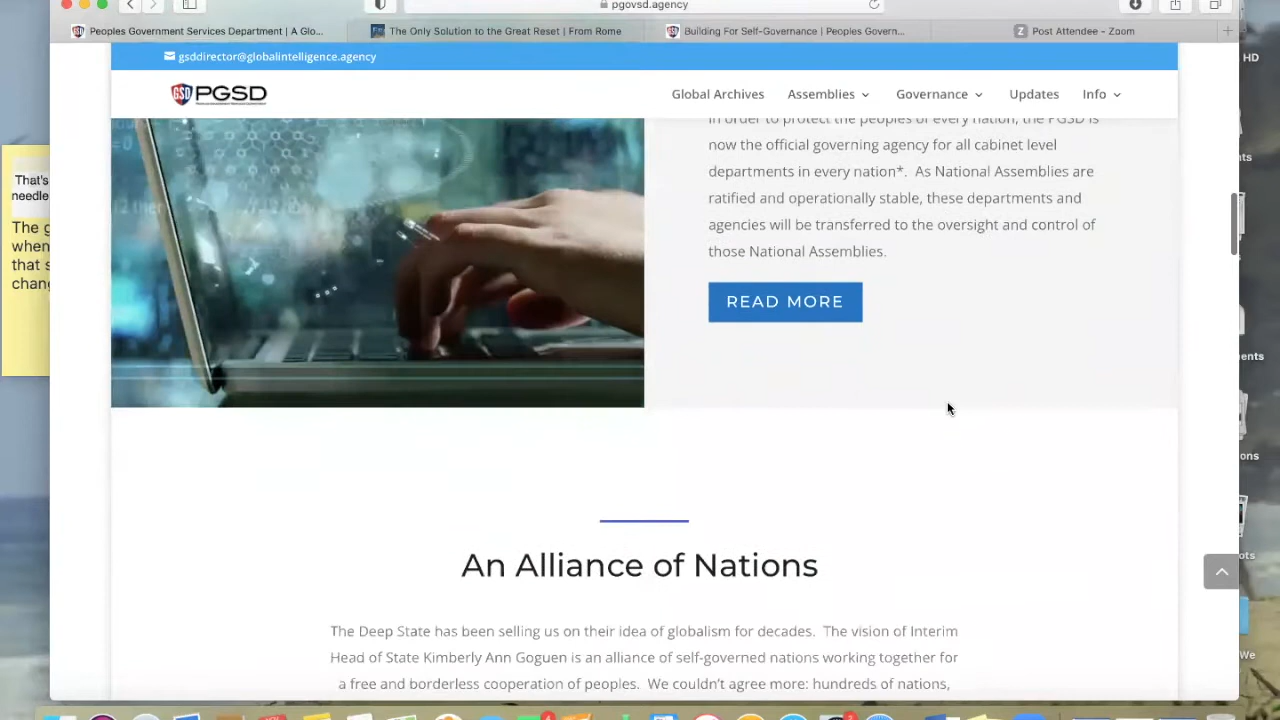 pgovsd.agency
Peoples Government Services Department | A Glo...
The Only Solution to the Great Reset | From Rome
Building For Self-Governance | Peoples Govern...
Z Post Attendee - Zoom
gsddirector@globalintelligence.agency
HD
GSD PGSD
Global Archives
Assemblies
Governance
Updates
Info
In order to protect the peoples of every nation, the PGSD is
now the official governing agency for all cabinet level
departments in every nation*. As National Assemblies are
ratified and operationally stable, these departments and
agencies will be transferred to the oversight and control of
those National Assemblies.
READ MORE
That's
needle
The g
when
that s
chang
nts
ents
ons
ots
We
An Alliance of Nations
The Deep State has been selling us on their idea of globalism for decades. The vision of Interim
Head of State Kimberly Ann Goguen is an alliance of self-governed nations working together for
a free and borderless cooperation of peoples. We couldn't agree more: hundreds of nations,